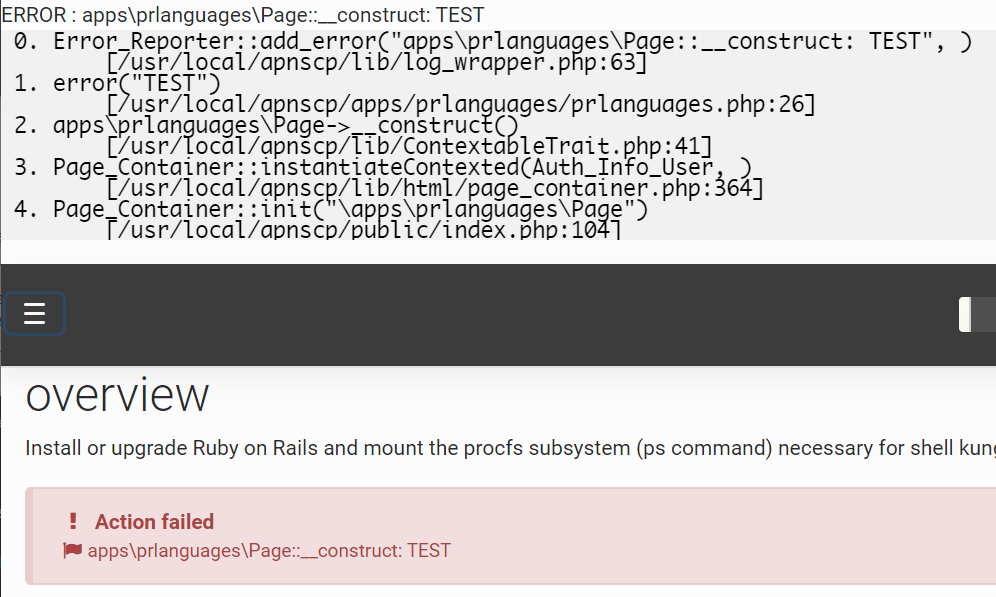 ERROR : apps\prlanguages\Page::__construct: TEST
0. Error_Reporter::add_error("apps\prlanguages\Page::__construct: TEST", )
[/usr/local/apnscp/lib/log_wrapper.php:63]
1. error("TEST")
[/usr/local/apnscp/apps/prlanguages/prlanguages.php:26]
2. apps\prlanguages\Page->__construct()
[/usr/local/apnscp/lib/ContextableTrait.php:41]
3. Page_Container::instantiateContexted(Auth_Info_User, )
[/usr/local/apnscp/lib/html/page_container.php:364]
4. Page_Container::init("\apps\prlanguages\Page")
[/usr/local/apnscp/public/index.php:104]
overview
Install or upgrade Ruby on Rails and mount the procfs subsystem (ps command) necessary for shell
Action failed
apps\prlanguages\Page::__construct: TEST